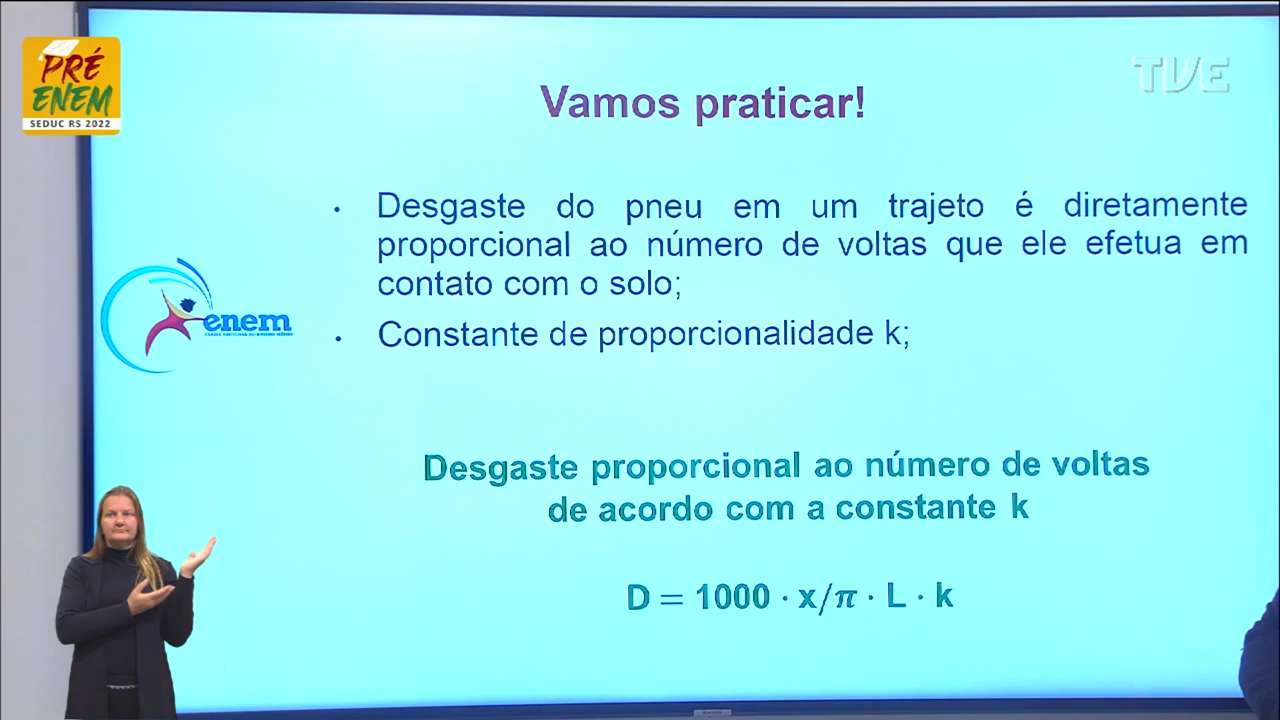 PRÉ
ENEM
SEDUC RS 2022
TVE
Vamos praticar!
• Desgaste do pneu em um trajeto é diretamente
proporcional ao número de voltas que ele efetua em
contato com o solo;
• Constante de proporcionalidade k;
enem
Desgaste proporcional ao número de voltas
de acordo com a constante k
D = 1000 · x/π · L · k